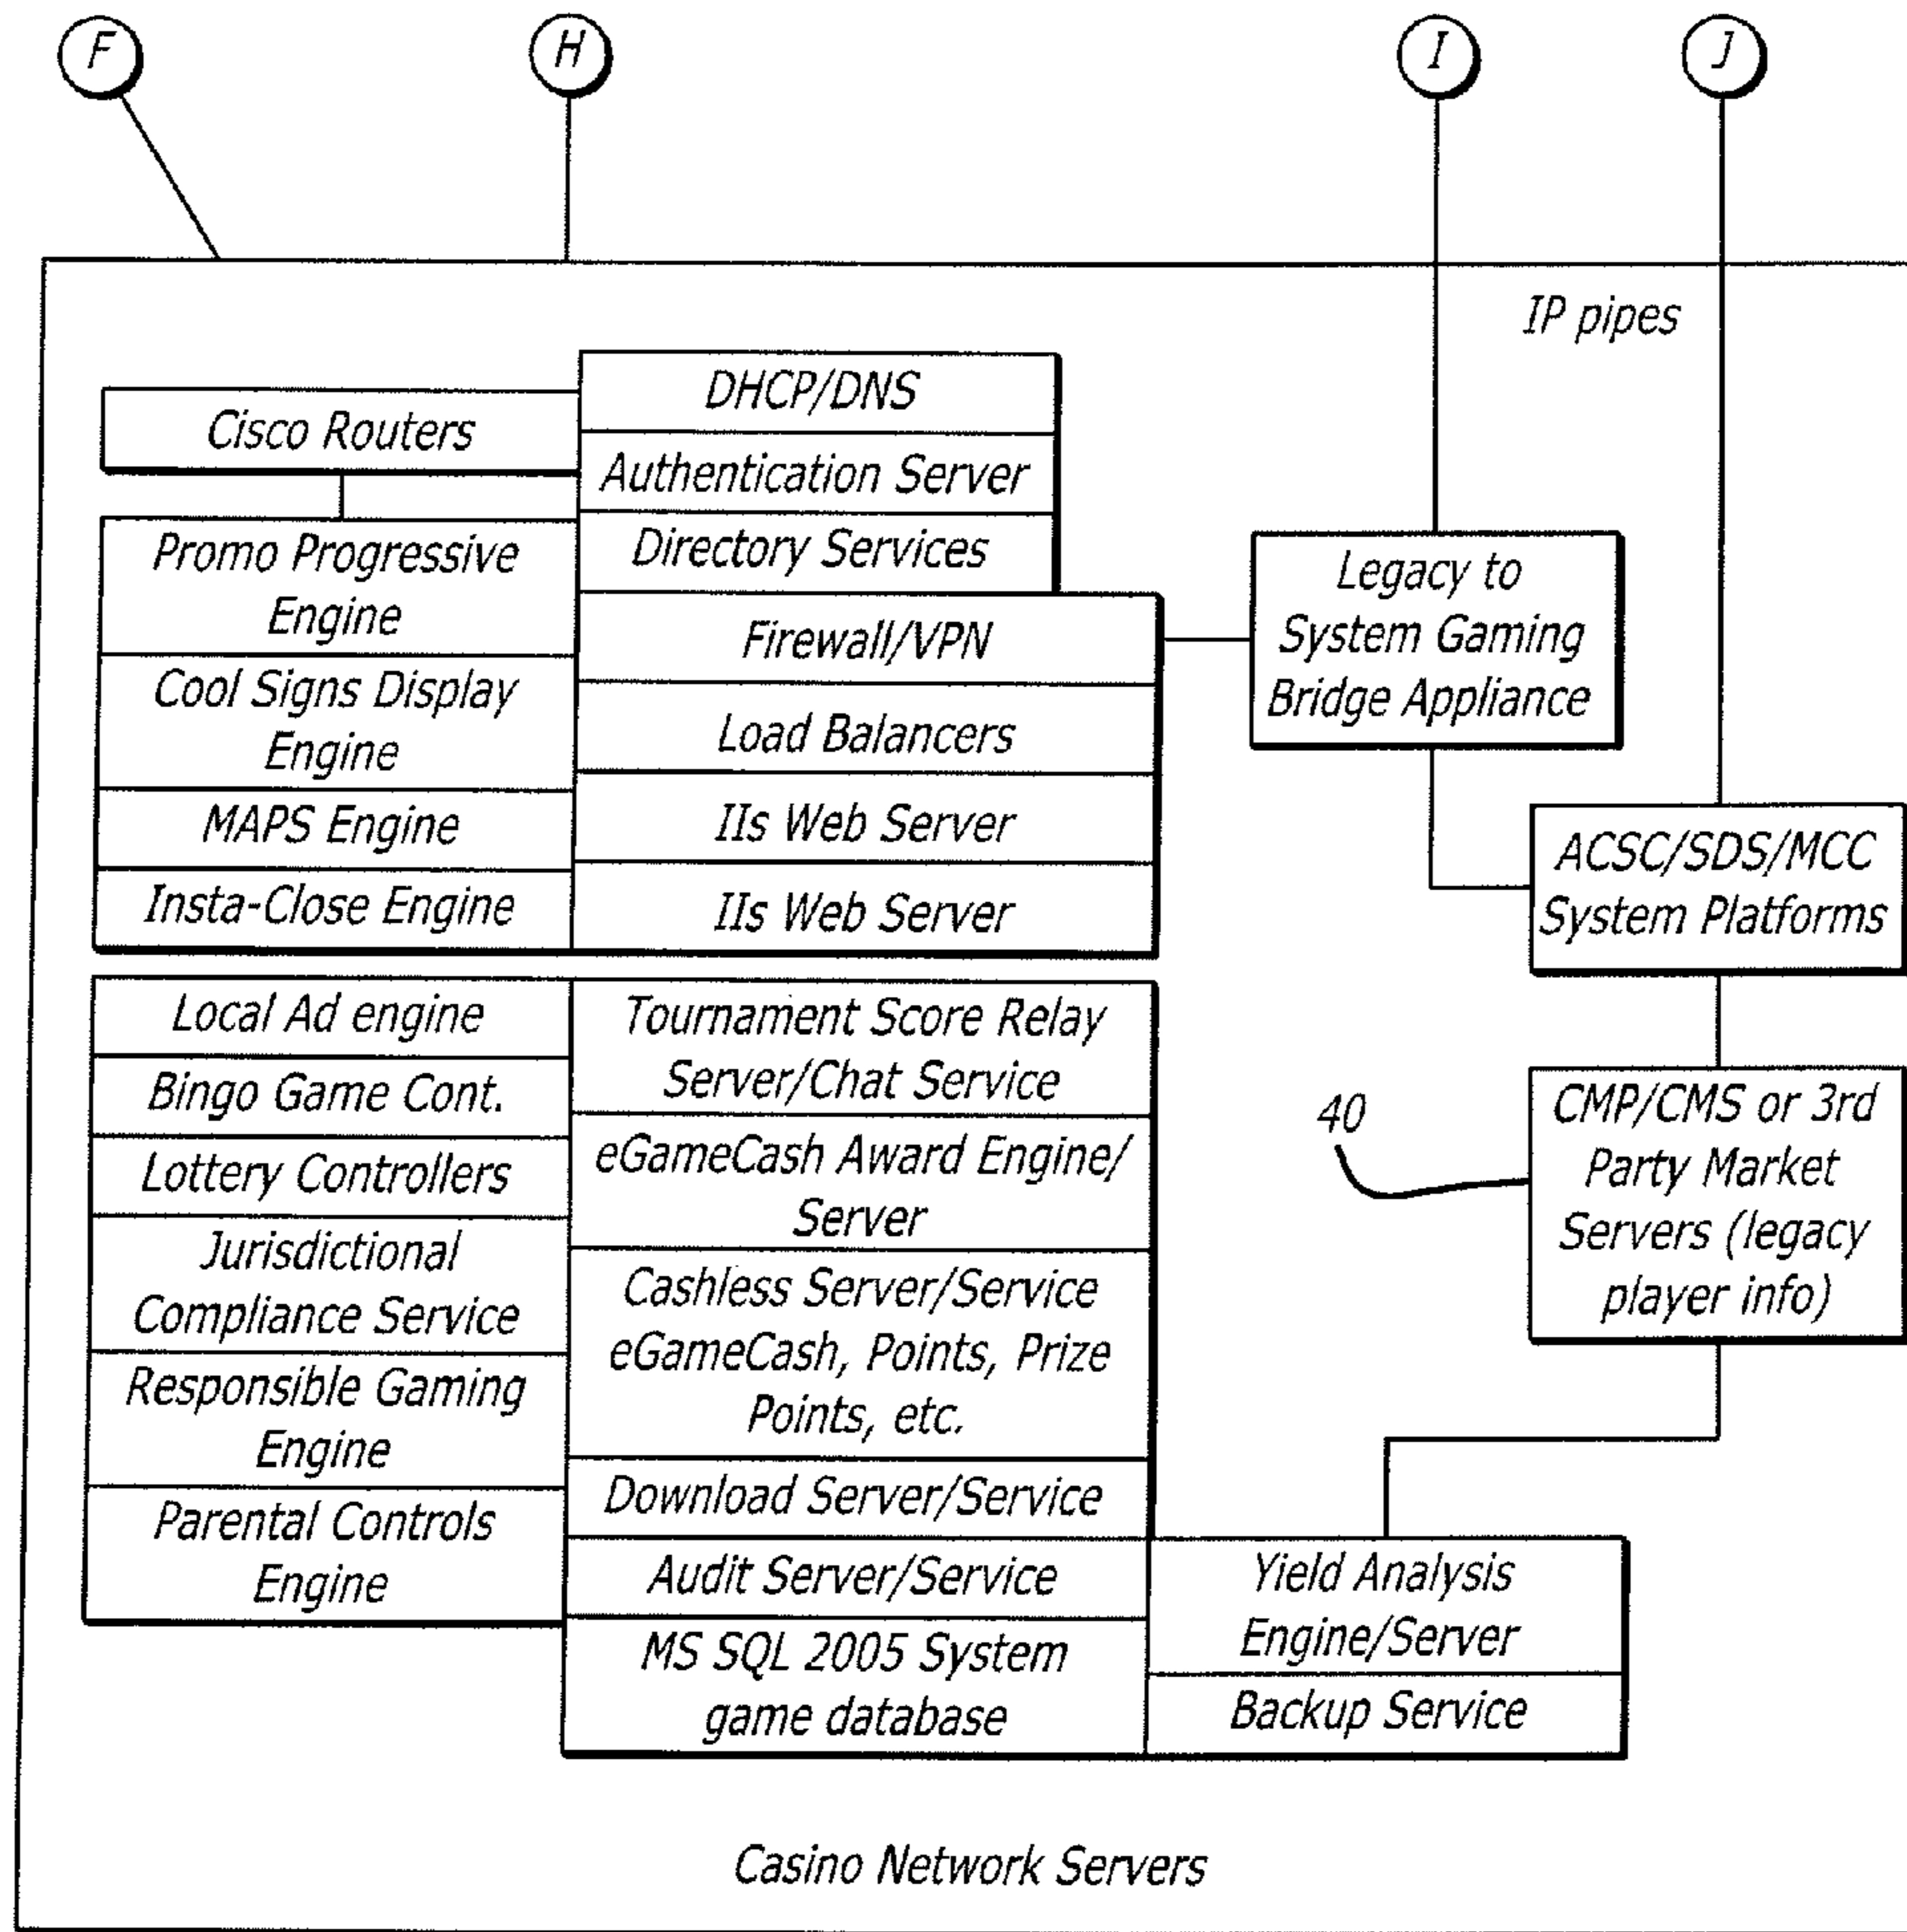 F
H
I
J
IP pipes
Cisco Routers
Promo Progressive
Engine
Cool Signs Display
Engine
MAPS Engine
Insta-Close Engine
DHCP/DNS
Authentication Server
Directory Services
Firewall/VPN
Load Balancers
IIs Web Server
IIs Web Server
Legacy to
System Gaming
Bridge Appliance
ACSC/SDS/MCC
System Platforms
Local Ad engine
Bingo Game Cont.
Lottery Controllers
Jurisdictional
Compliance Service
Responsible Gaming
Engine
Parental Controls
Engine
Tournament Score Relay
Server/Chat Service
eGameCash Award Engine/
Server
Cashless Server/Service
eGameCash, Points, Prize
Points, etc.
Download Server/Service
Audit Server/Service
MS SQL 2005 System
game database
40
CMP/CMS or 3rd
Party Market
Servers (legacy
player info)
Yield Analysis
Engine/Server
Backup Service
Casino Network Servers